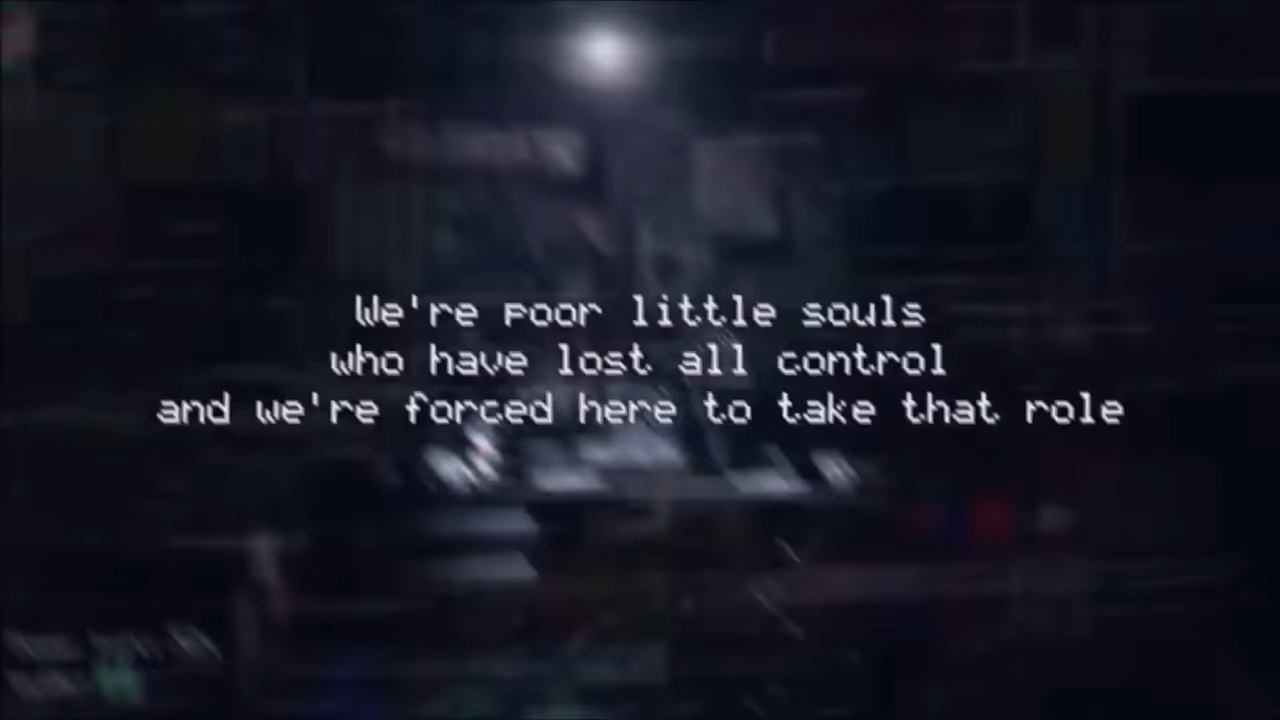 We're poor little souls
who have lost all control
and we're forced here to take that role